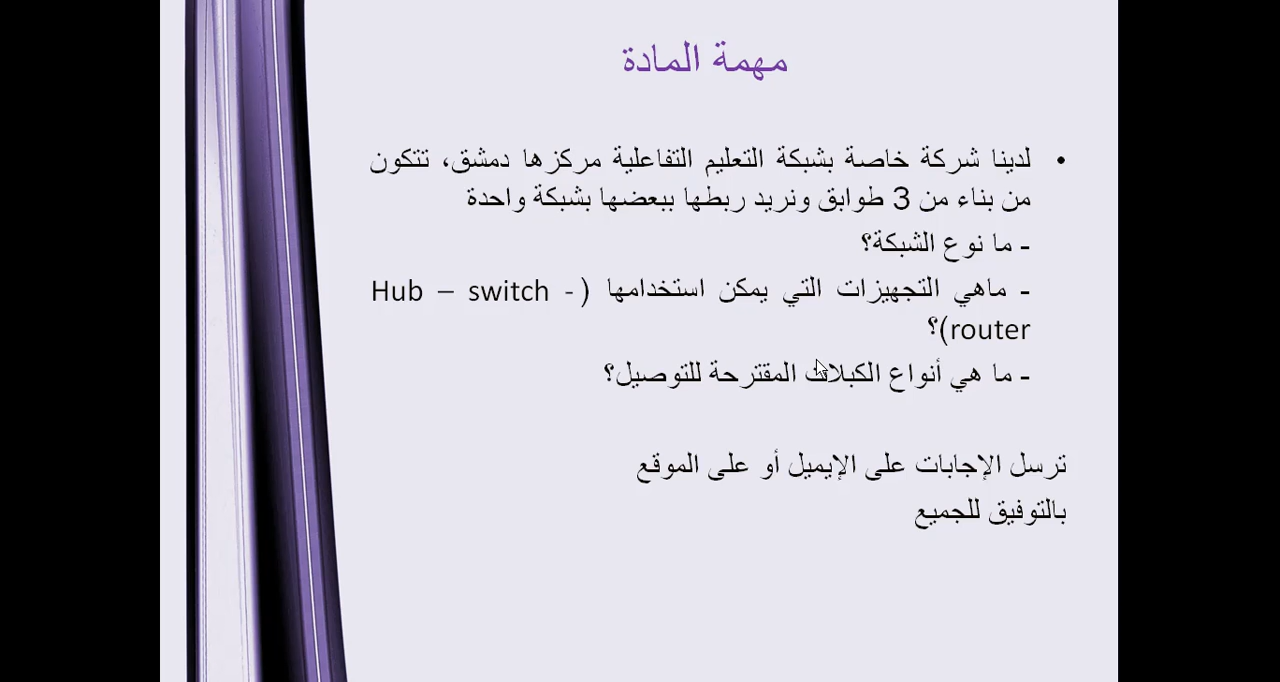 مهمة المادة
• لدينا شركة خاصة بشبكة التعليم التفاعلية مركزها دمشق، تتكون
من بناء من 3 طوابق ونريد ربطها ببعضها بشبكة واحدة
- ما نوع الشبكة؟
- ماهي التجهيزات التي يمكن استخدامها (Hub – switch -
router)؟
- ما هي أنواع الكبلات المقترحة للتوصيل؟
ترسل الإجابات على الإيميل أو على الموقع
بالتوفيق للجميع